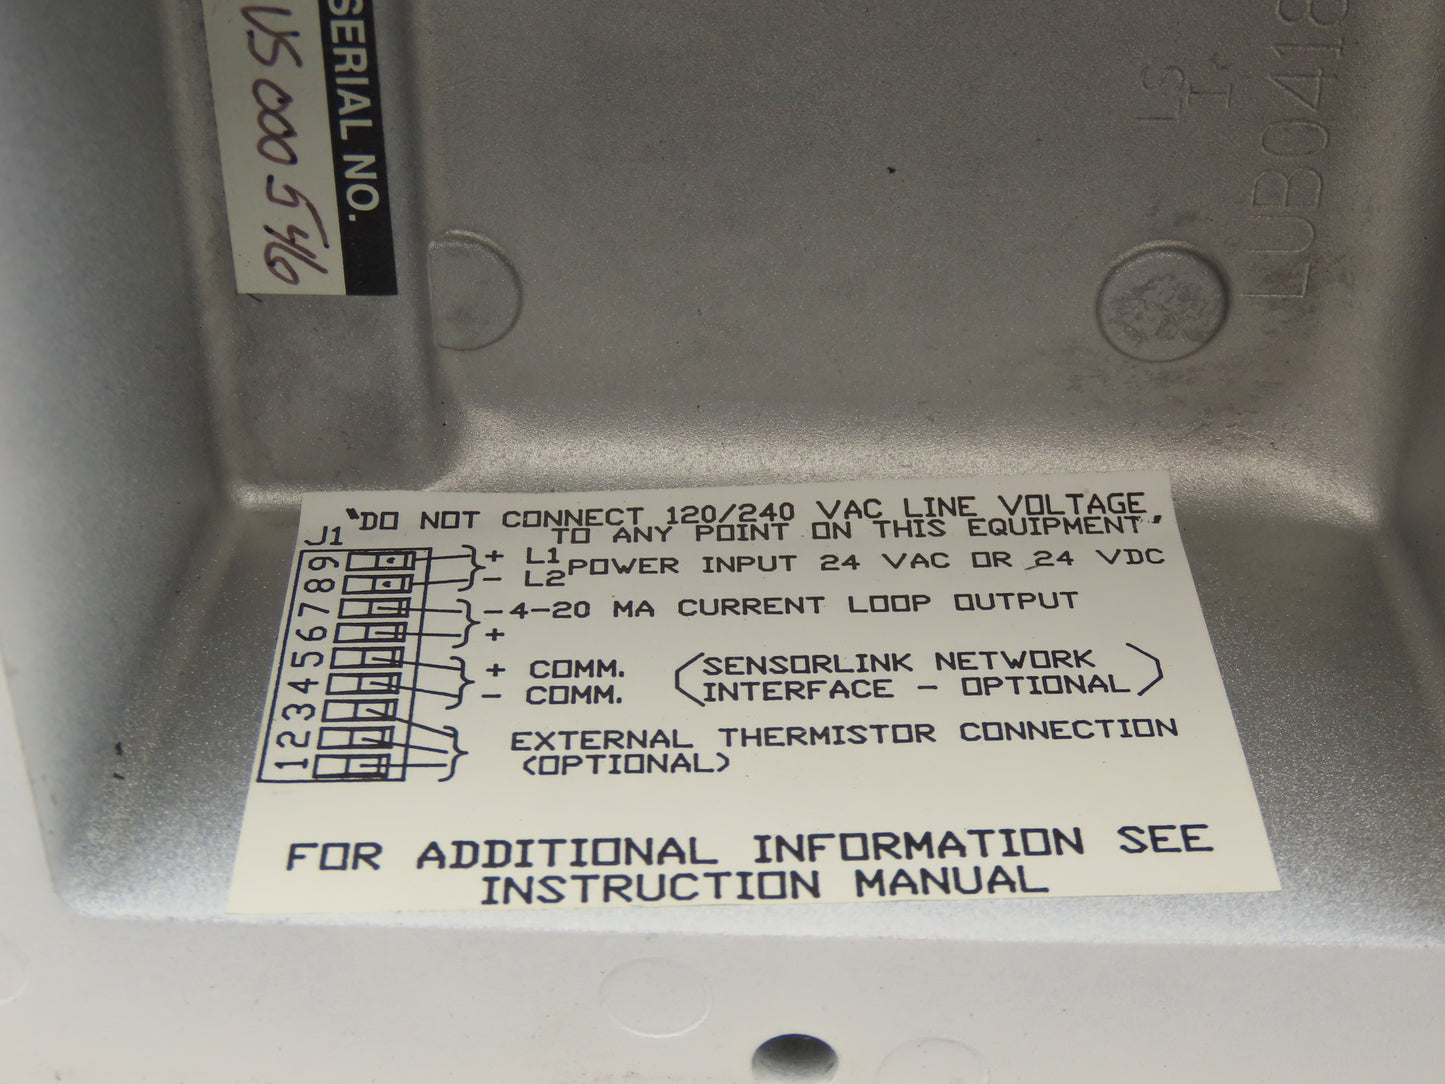 SERIAL NO.
VS 000 546
LS
I
LUB0418
"DO NOT CONNECT 120/240 VAC LINE VOLTAGE
TO ANY POINT ON THIS EQUIPMENT"
J1
9 + L1
8 - L2
POWER INPUT 24 VAC OR 24 VDC
7 - 4-20 MA CURRENT LOOP OUTPUT
6 +
5 + COMM. (SENSORLINK NETWORK
4 - COMM. INTERFACE - OPTIONAL)
3
2 EXTERNAL THERMISTOR CONNECTION
1 (OPTIONAL)
FOR ADDITIONAL INFORMATION SEE
INSTRUCTION MANUAL